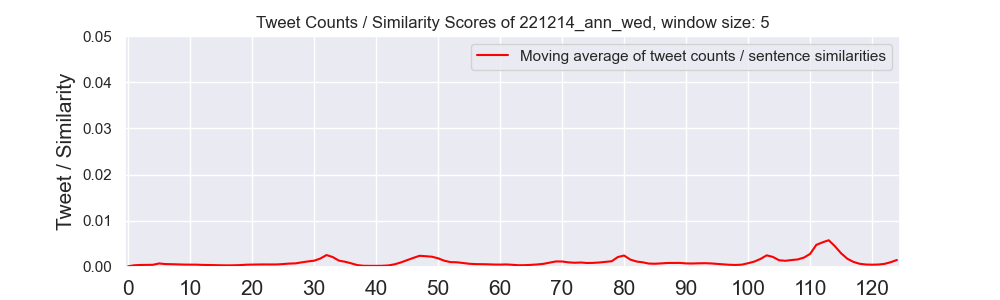 Tweet Counts / Similarity Scores of 221214_ann_wed, window size: 5
Moving average of tweet counts / sentence similarities
Tweet / Similarity
0.05
0.04
0.03
0.02
0.01
0.00
0 10 20 30 40 50 60 70 80 90 100 110 120